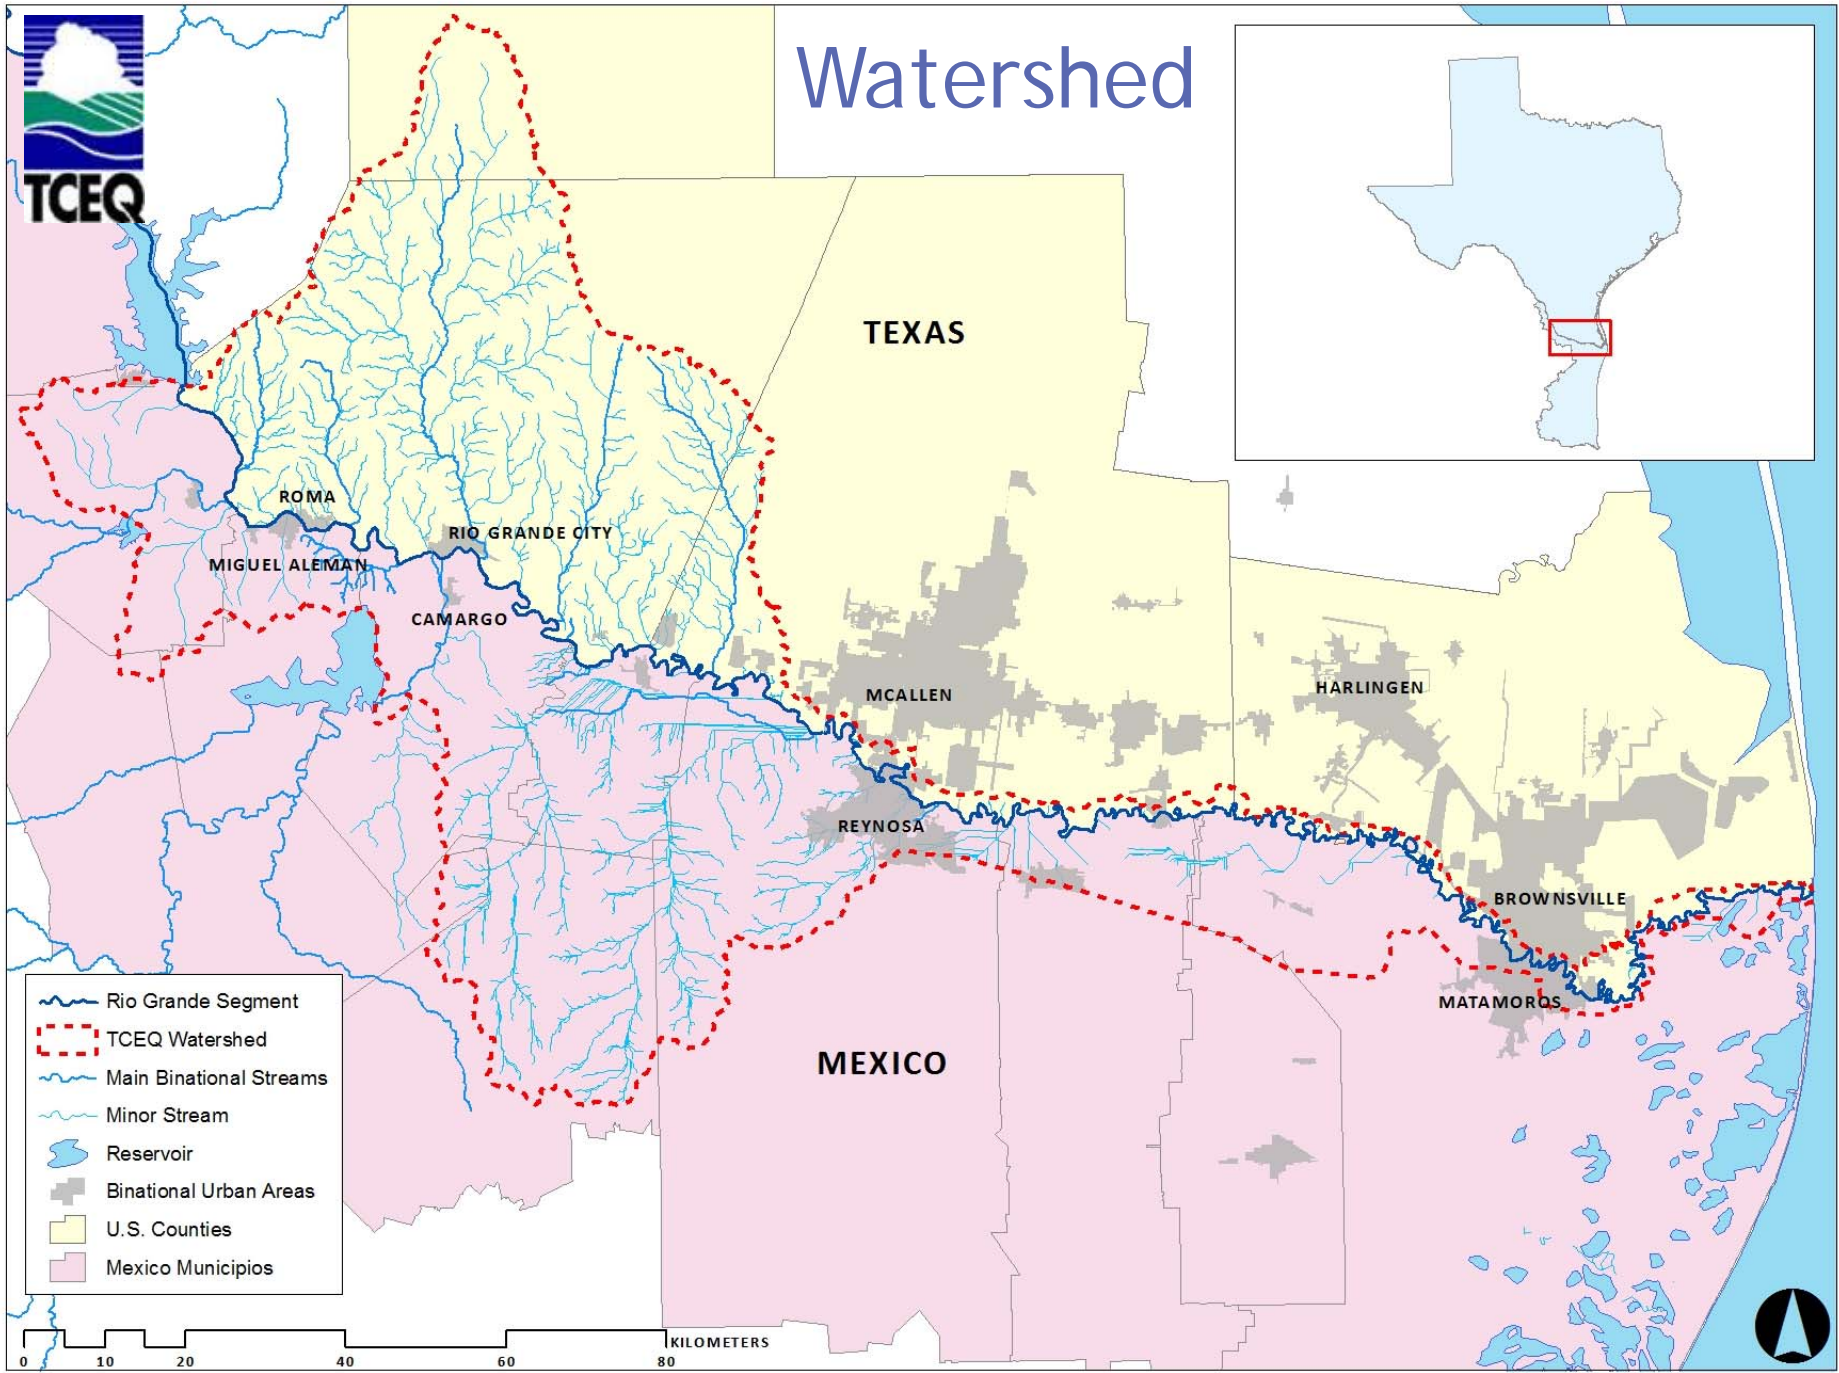 Watershed
TCEQ
TEXAS
ROMA
RIO GRANDE CITY
MIGUEL ALEMAN
CAMARGO
MCALLEN
HARLINGEN
REYNOSA
BROWNSVILLE
MATAMOROS
MEXICO
Rio Grande Segment
TCEQ Watershed
Main Binational Streams
Minor Stream
Reservoir
Binational Urban Areas
U.S. Counties
Mexico Municipios
KILOMETERS
0 10 20 40 60 80